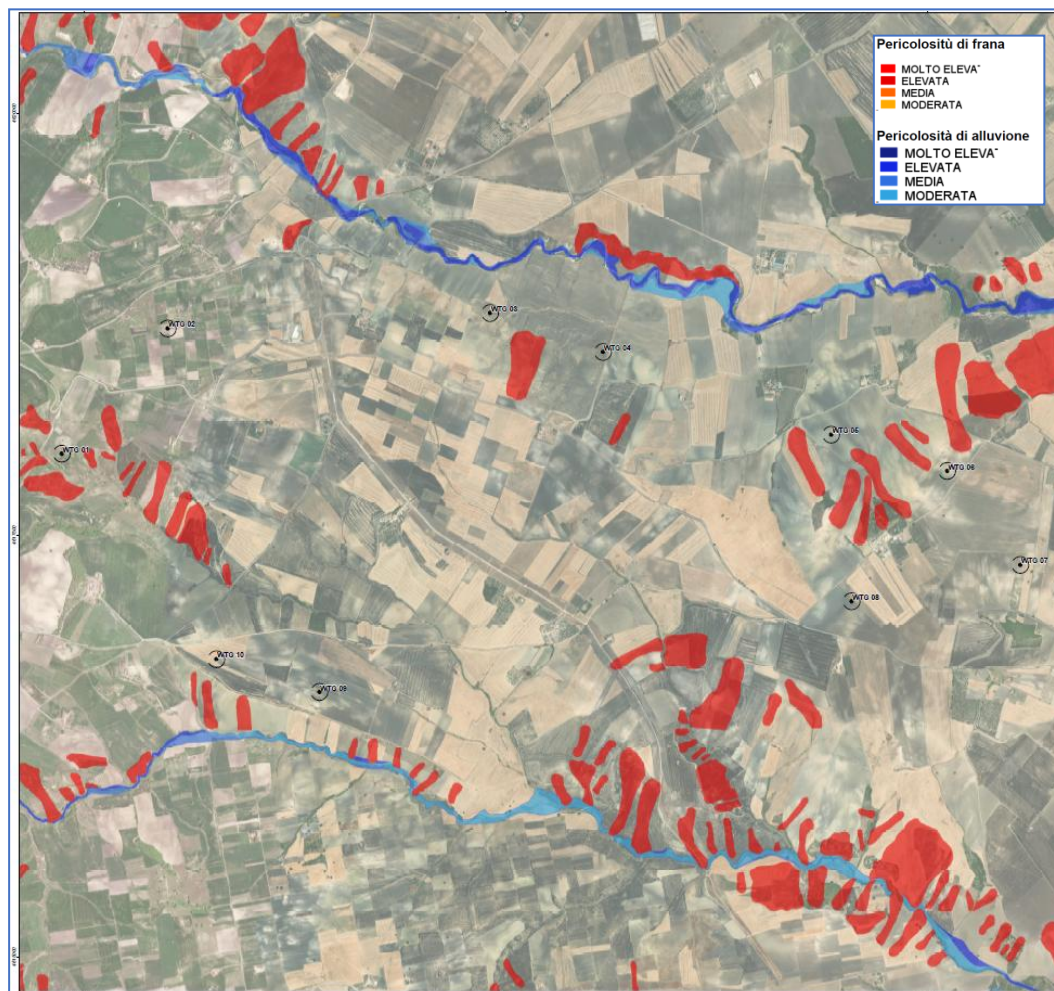 Pericolosità di frana
MOLTO ELEVA
ELEVATA
MEDIA
MODERATA
Pericolosità di alluvione
MOLTO ELEVA
ELEVATA
MEDIA
MODERATA
WTG 03
WTG 02
WTG 04
WTG 05
WTG 01
WTG 06
WTG 07
WTG 08
WTG 10
WTG 09